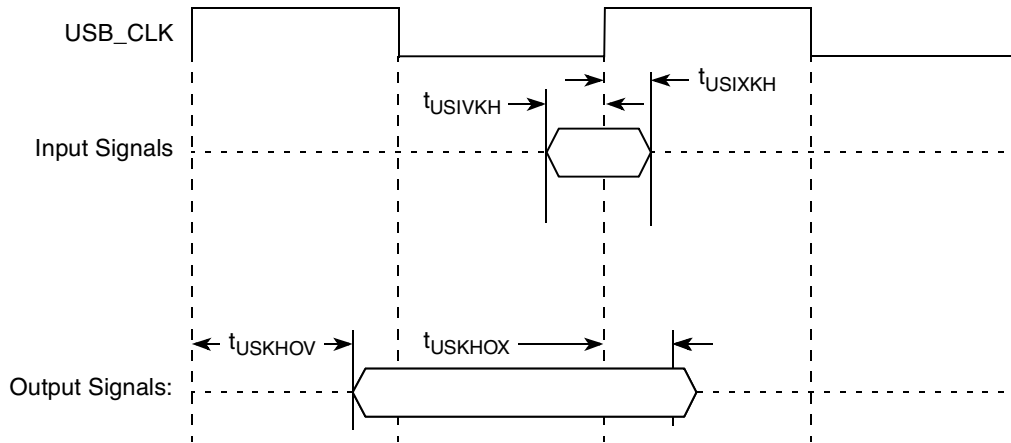 USB_CLK
tUSIXKH
tUSIVKH
Input Signals
tUSKHOV
tUSKHOX
Output Signals: